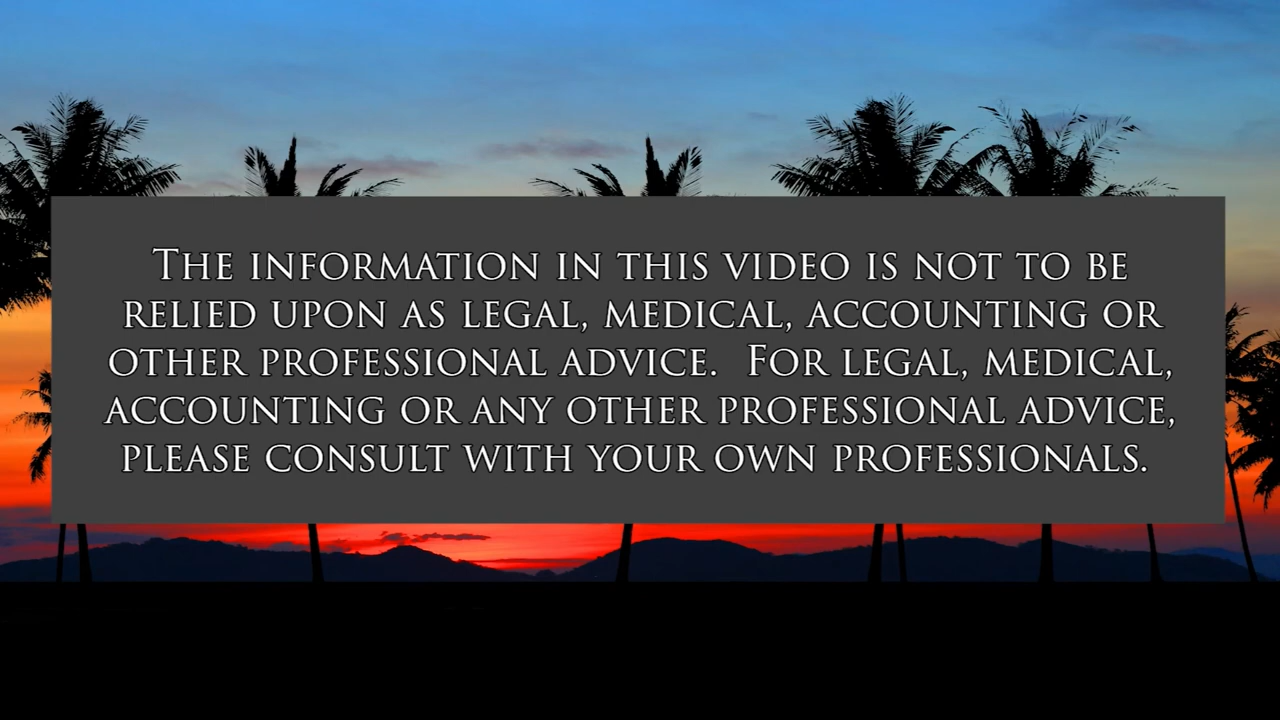 The information in this video is not to be
relied upon as legal, medical, accounting or
other professional advice.  For legal, medical,
accounting or any other professional advice,
please consult with your own professionals.